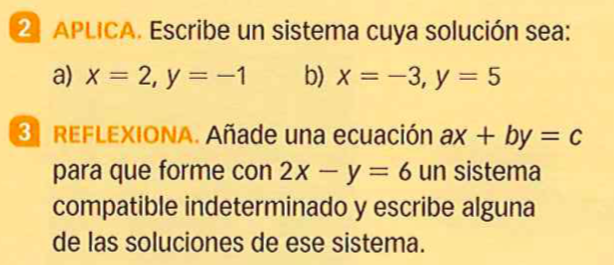 2 APLICA. Escribe un sistema cuya solución sea:
a) x = 2, y = −1 b) x = −3, y = 5
3 REFLEXIONA. Añade una ecuación ax + by = c
para que forme con 2x − y = 6 un sistema
compatible indeterminado y escribe alguna
de las soluciones de ese sistema.